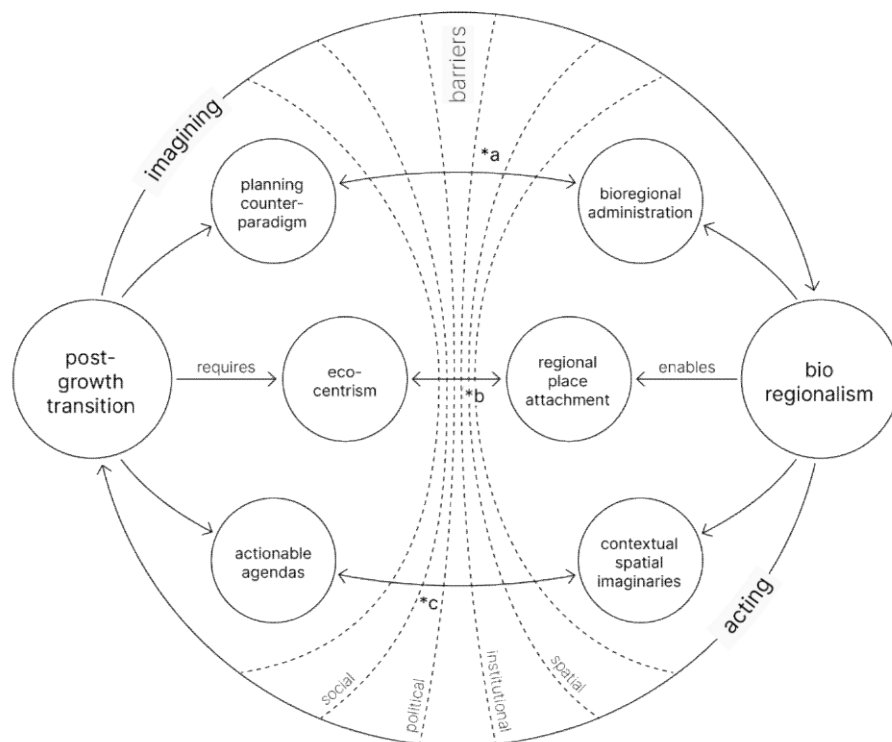 barriers
imagining
*a
planning
counter-
paradigm
bioregional
administration
post-
growth
transition
requires
eco-
centrism
*b
regional
place
attachment
enables
bio
regionalism
actionable
agendas
*c
contextual
spatial
imaginaries
acting
social
political
institutional
spatial